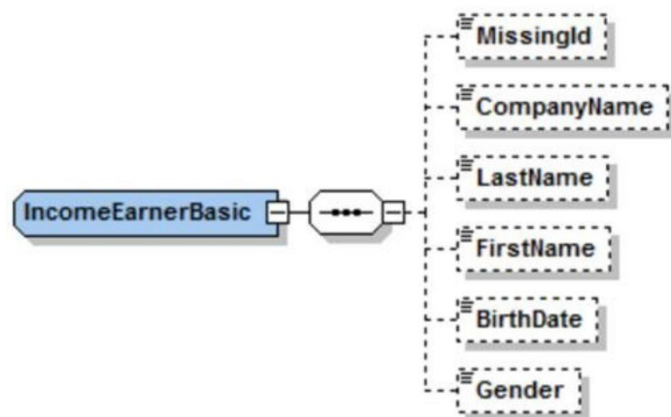 MissingId
CompanyName
LastName
IncomeEarnerBasic
FirstName
BirthDate
Gender